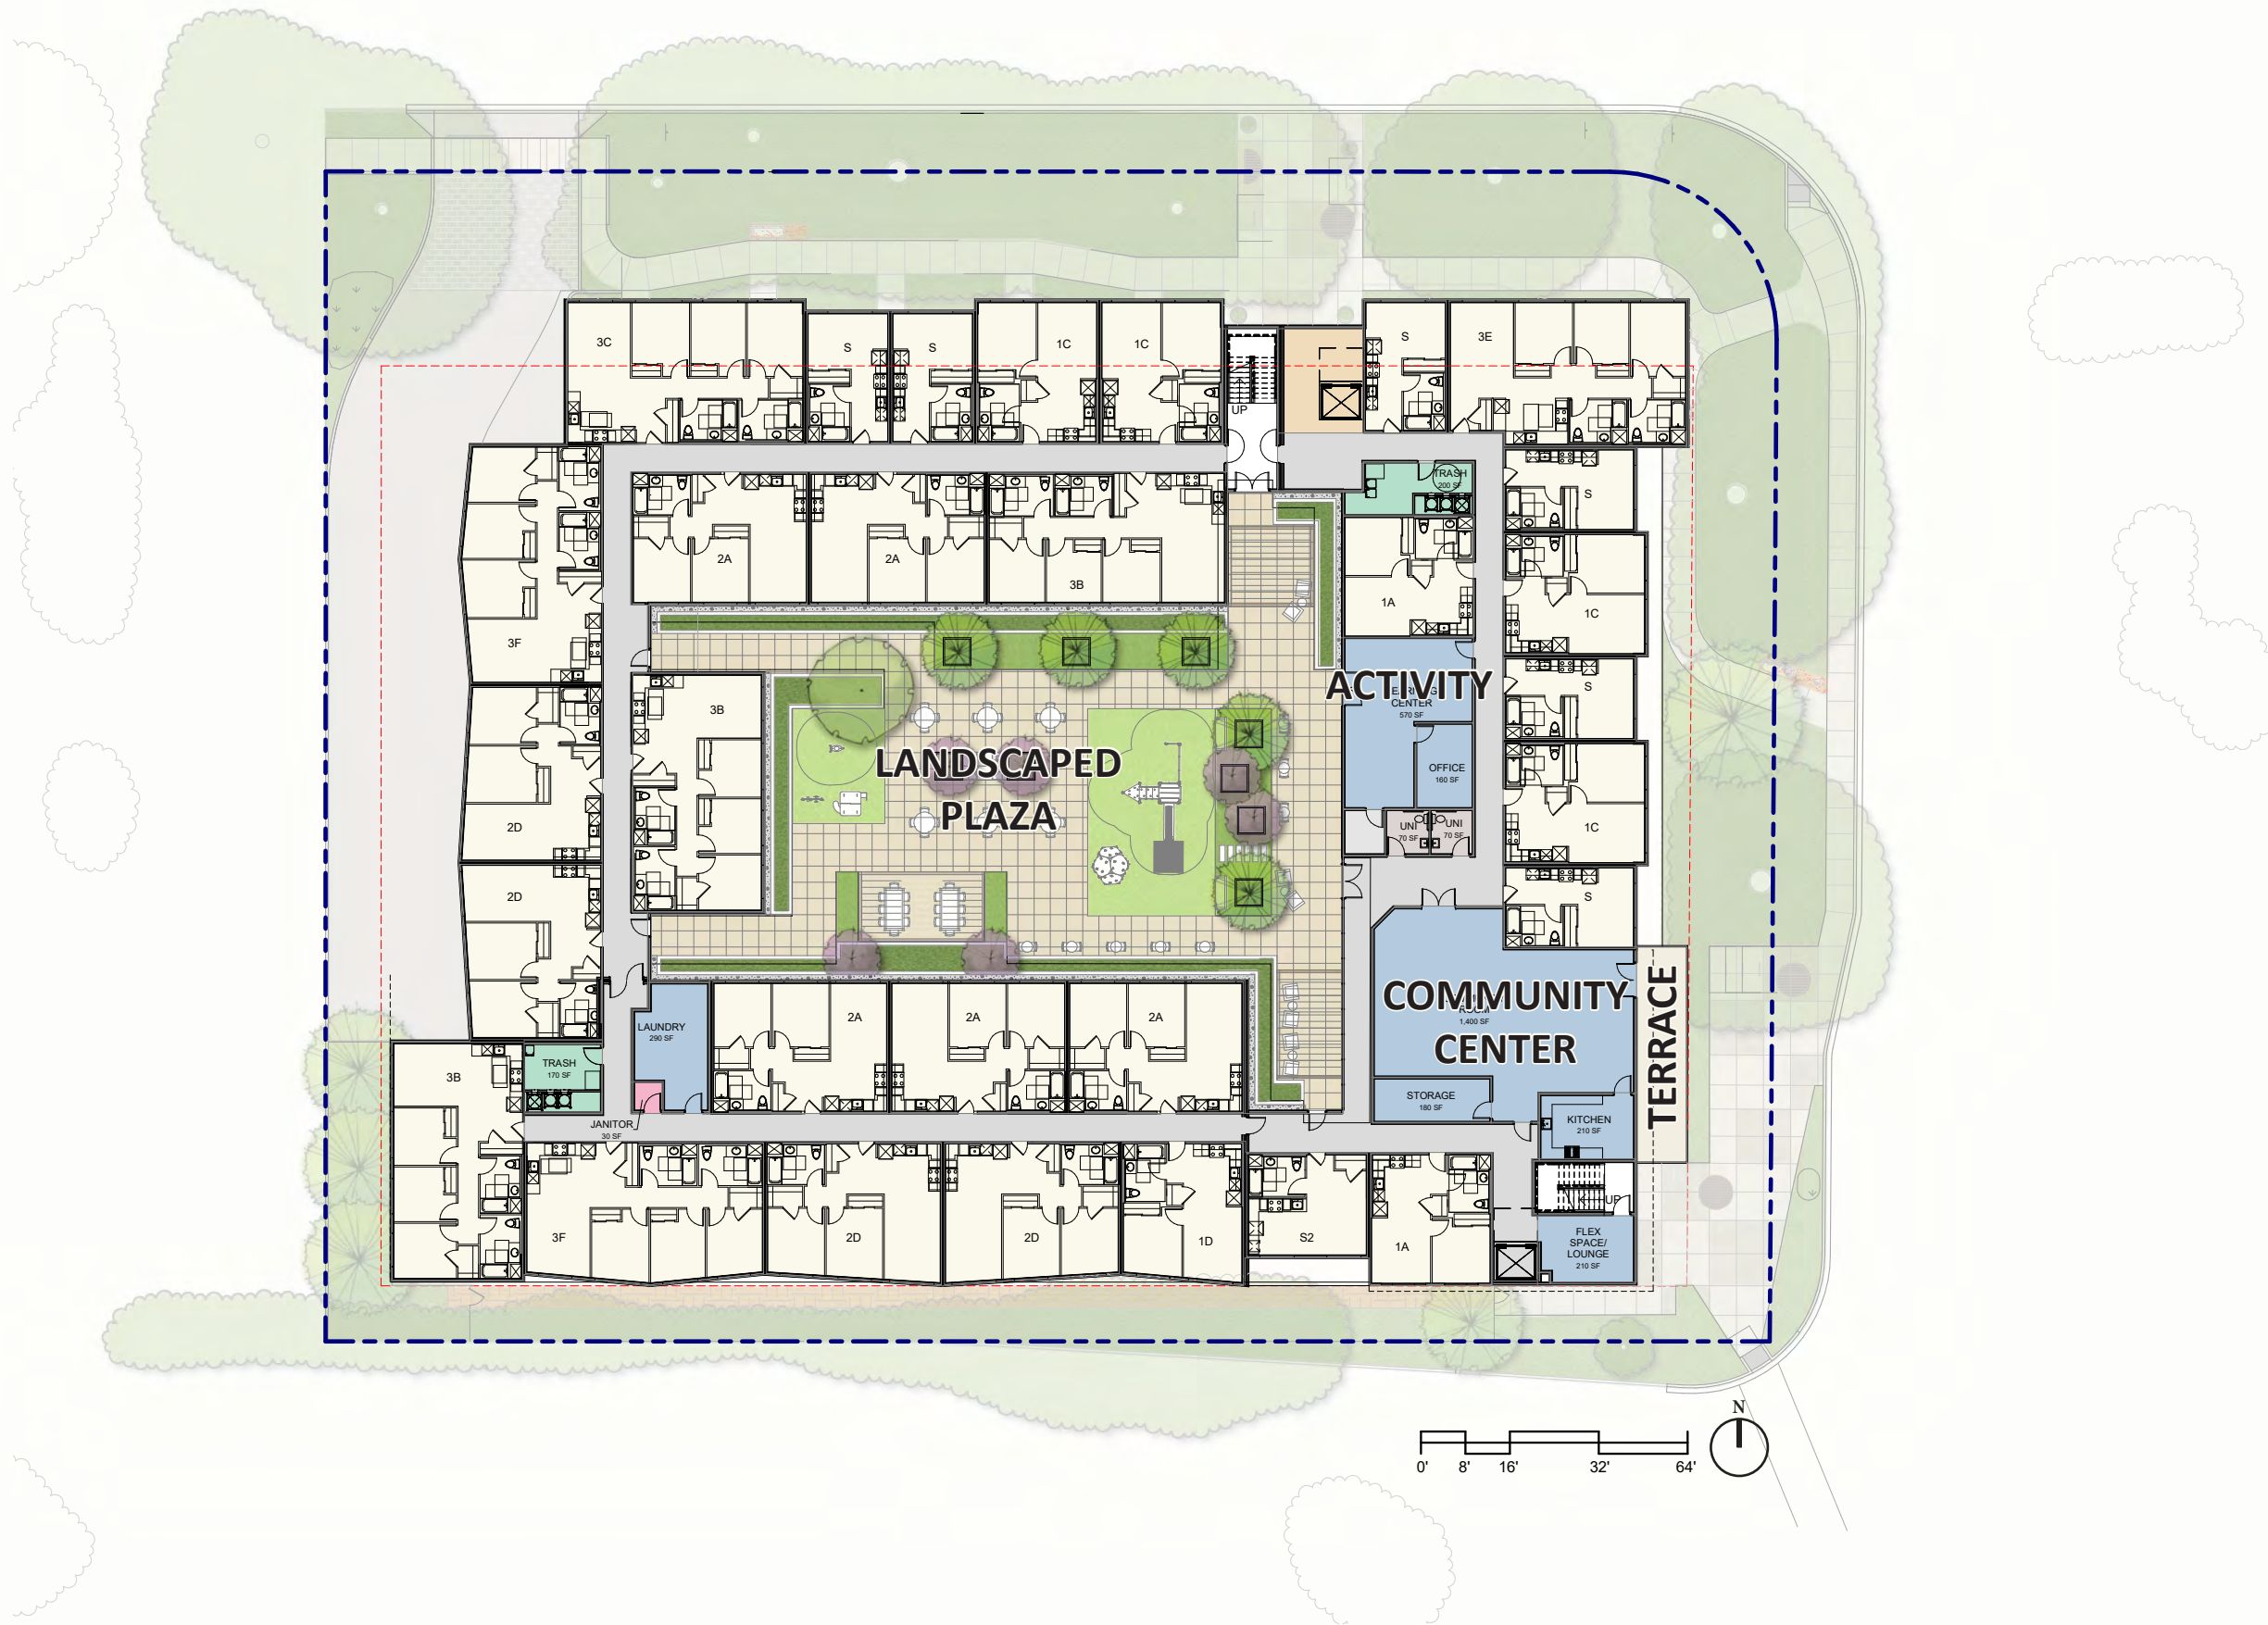 3C
S
S
1C
1C
S
3E
UP
TRASH
200 SF
S
2A
2A
3B
1A
1C
3F
3B
ACTIVITY
CENTER
570 SF
S
LANDSCAPED
PLAZA
OFFICE
160 SF
2D
UNI
70 SF
UNI
70 SF
1C
2D
S
COMMUNITY
CENTER
ROOM
1,400 SF
TERRACE
LAUNDRY
290 SF
2A
2A
2A
TRASH
170 SF
3B
STORAGE
180 SF
KITCHEN
210 SF
JANITOR
30 SF
UP
3F
2D
2D
1D
S2
1A
FLEX
SPACE/
LOUNGE
210 SF
N
0' 8' 16' 32' 64'